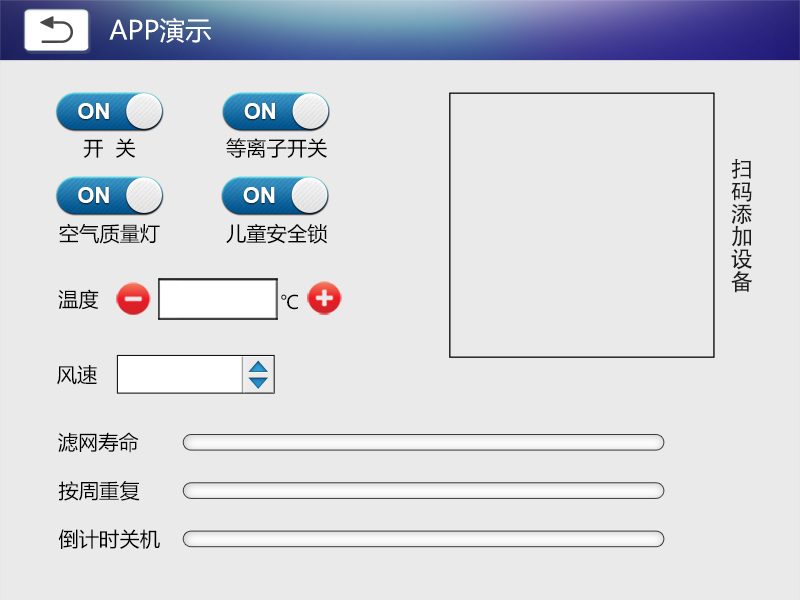 APP演示
ON
ON
开 关
等离子开关
ON
ON
空气质量灯
儿童安全锁
扫码添加设备
温度
℃
风速
滤网寿命
按周重复
倒计时关机